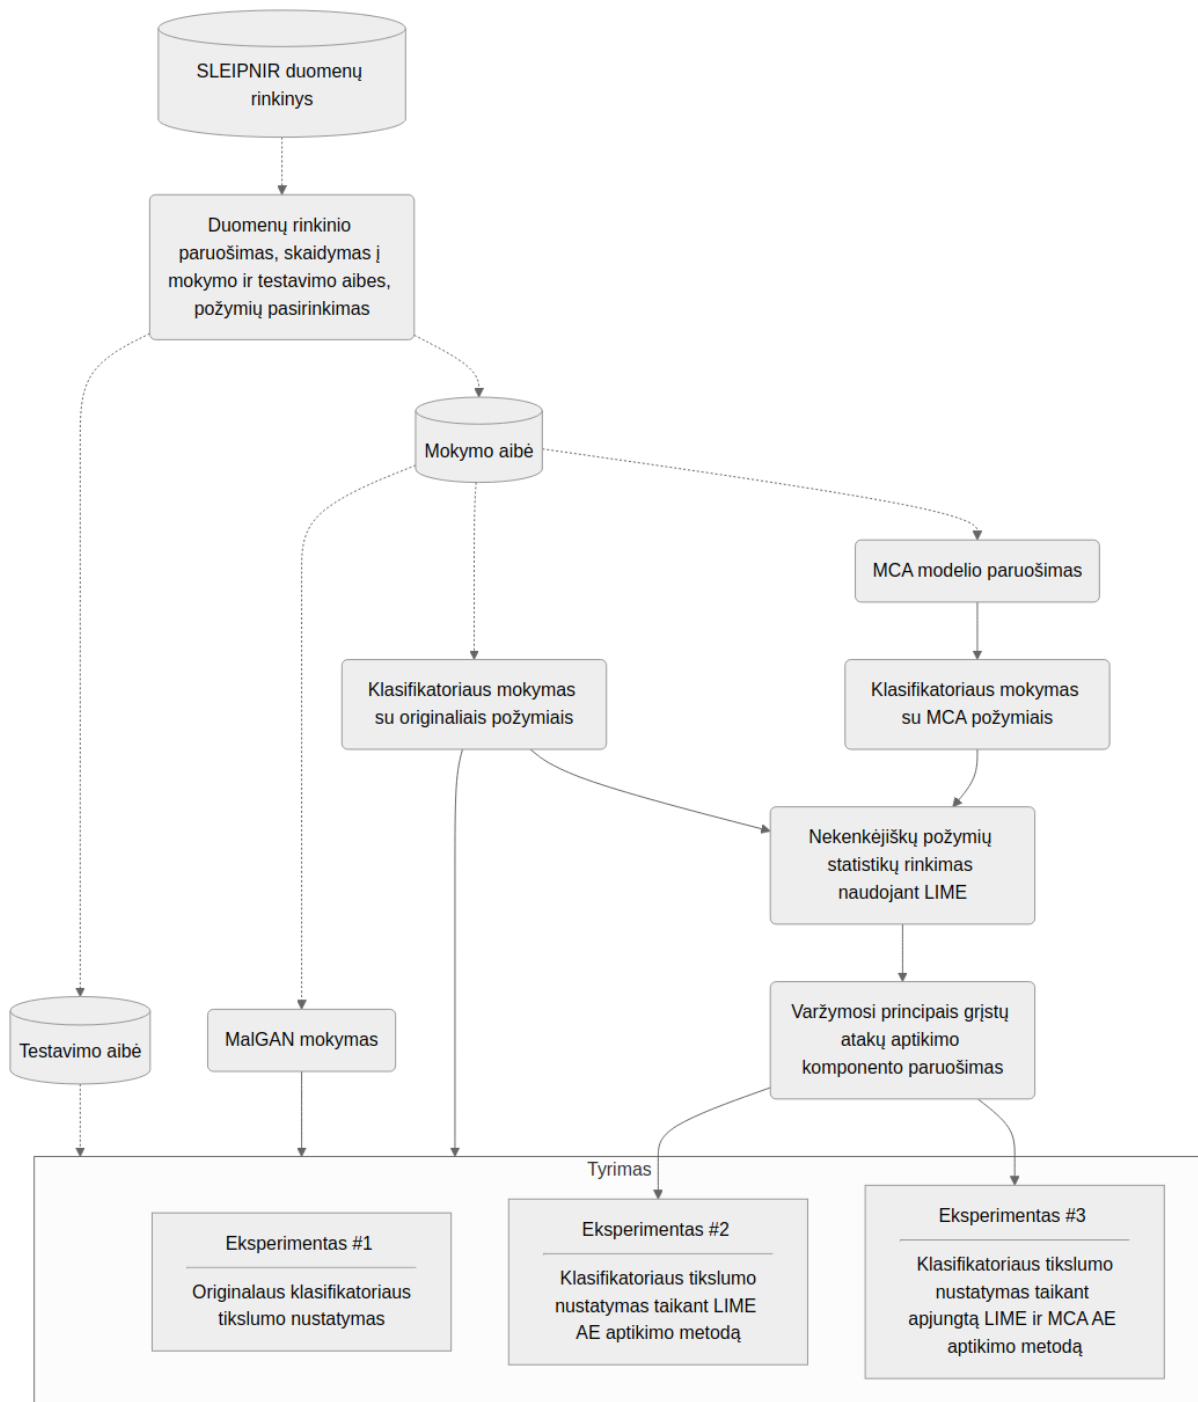 SLEIPNIR duomenų
rinkinys
Duomenų rinkinio
paruošimas, skaidymas į
mokymo ir testavimo aibes,
požymių pasirinkimas
Mokymo aibė
MCA modelio paruošimas
Klasifikatoriaus mokymas
su originaliais požymiais
Klasifikatoriaus mokymas
su MCA požymiais
Nekenkėjiškų požymių
statistikų rinkimas
naudojant LIME
Testavimo aibė
MalGAN mokymas
Varžymosi principais grįstų
atakų aptikimo
komponento paruošimas
Tyrimas
Eksperimentas #1
Originalaus klasifikatoriaus
tikslumo nustatymas
Eksperimentas #2
Klasifikatoriaus tikslumo
nustatymas taikant LIME
AE aptikimo metodą
Eksperimentas #3
Klasifikatoriaus tikslumo
nustatymas taikant
apjungtą LIME ir MCA AE
aptikimo metodą